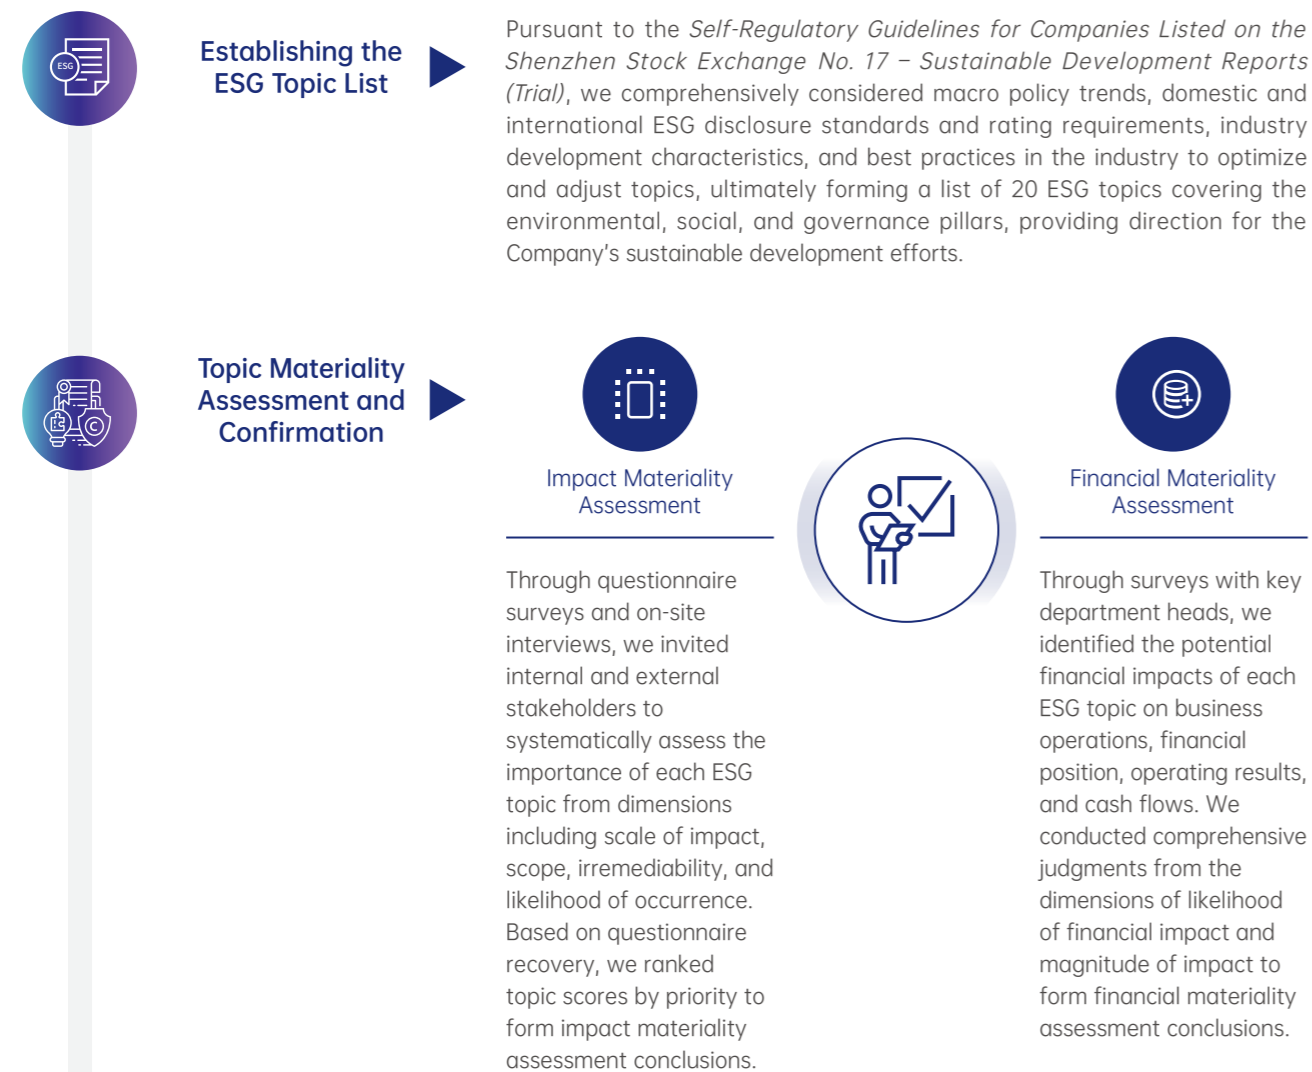 ESG
Establishing the
ESG Topic List
Pursuant to the Self-Regulatory Guidelines for Companies Listed on the
Shenzhen Stock Exchange No. 17 – Sustainable Development Reports
(Trial), we comprehensively considered macro policy trends, domestic and
international ESG disclosure standards and rating requirements, industry
development characteristics, and best practices in the industry to optimize
and adjust topics, ultimately forming a list of 20 ESG topics covering the
environmental, social, and governance pillars, providing direction for the
Company's sustainable development efforts.
C
Topic Materiality
Assessment and
Confirmation
Impact Materiality
Assessment
Through questionnaire
surveys and on-site
interviews, we invited
internal and external
stakeholders to
systematically assess the
importance of each ESG
topic from dimensions
including scale of impact,
scope, irremediability, and
likelihood of occurrence.
Based on questionnaire
recovery, we ranked
topic scores by priority to
form impact materiality
assessment conclusions.
Financial Materiality
Assessment
Through surveys with key
department heads, we
identified the potential
financial impacts of each
ESG topic on business
operations, financial
position, operating results,
and cash flows. We
conducted comprehensive
judgments from the
dimensions of likelihood
of financial impact and
magnitude of impact to
form financial materiality
assessment conclusions.